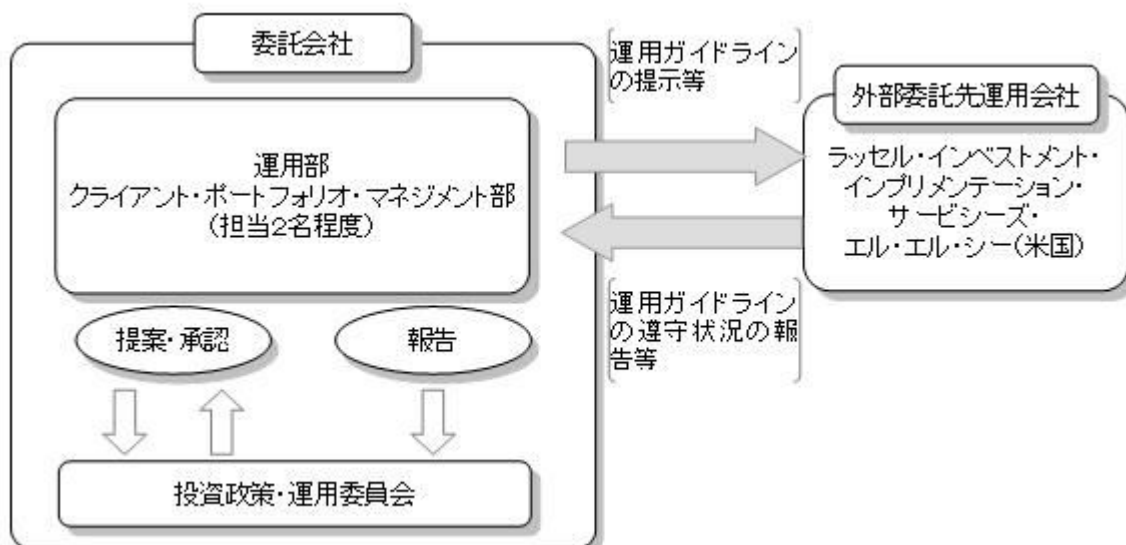 委託会社
運用部
クライアント・ポートフォリオ・マネジメント部
(担当2名程度)
提案・承認
報告
投資政策・運用委員会
運用ガイドライン
の提示等
運用ガイドライン
の遵守状況の報
告等
外部委託先運用会社
ラッセル・インベストメント・
インプリメンテーション・
サービシーズ・
エル・エル・シー(米国)